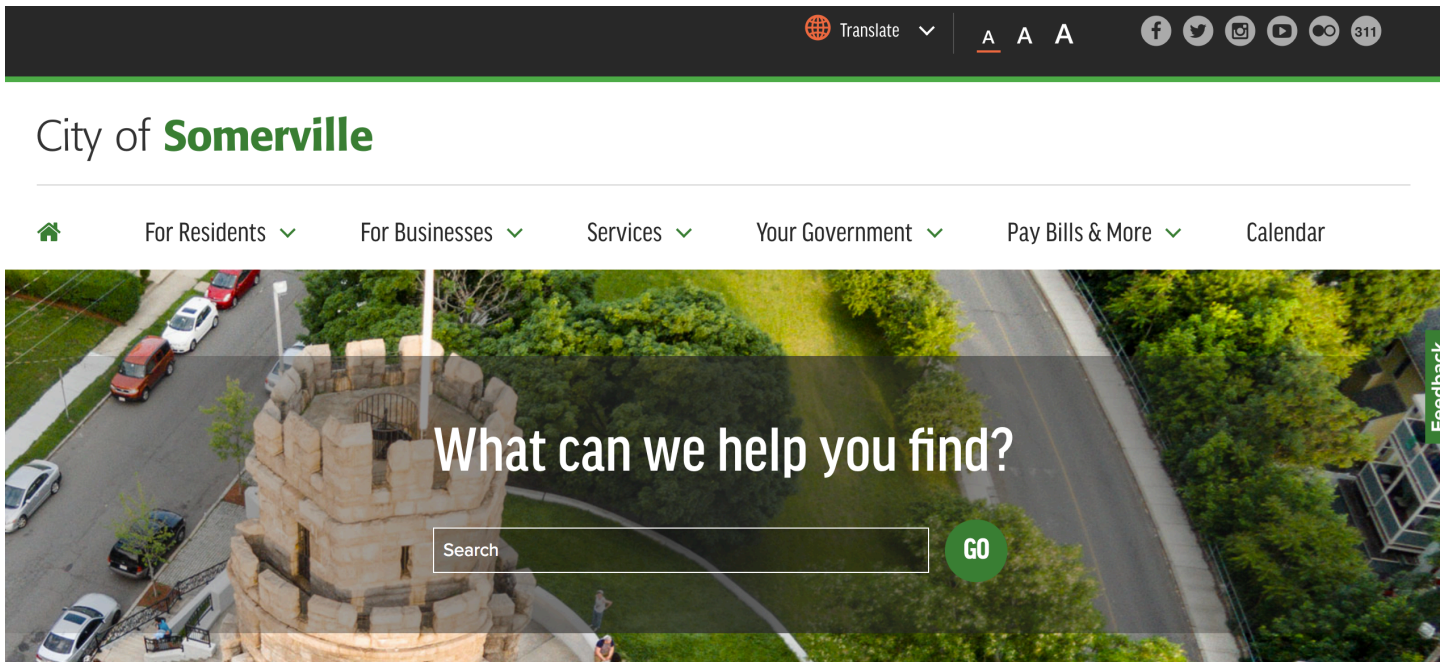 Translate
A A A
311
City of Somerville
For Residents For Businesses Services Your Government Pay Bills & More Calendar
Feedback
What can we help you find?
Search GO